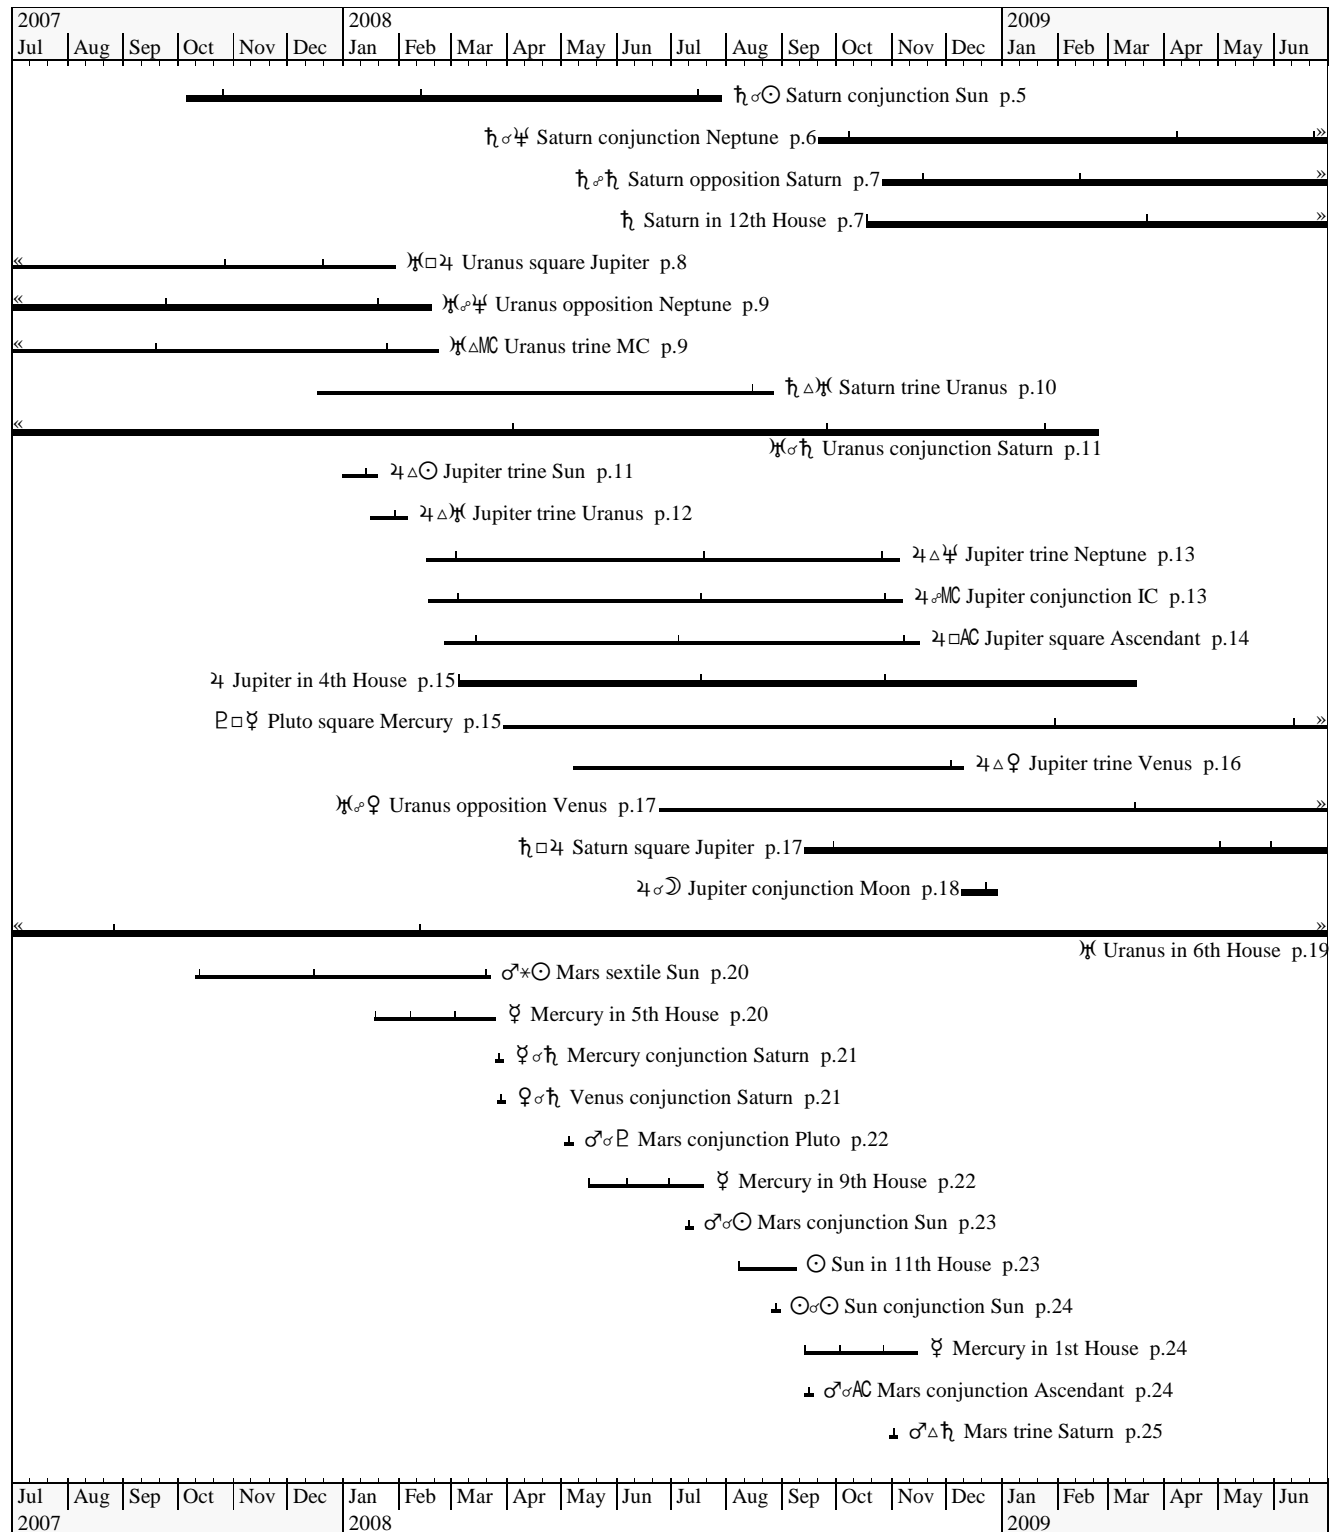 2007 2008 2009
Jul Aug Sep Oct Nov Dec Jan Feb Mar Apr May Jun Jul Aug Sep Oct Nov Dec Jan Feb Mar Apr May Jun
♄☌☉ Saturn conjunction Sun p.5
♄☌♆ Saturn conjunction Neptune p.6 »
♄☍♄ Saturn opposition Saturn p.7 »
♄ Saturn in 12th House p.7 »
« ♅□♃ Uranus square Jupiter p.8
« ♅☍♆ Uranus opposition Neptune p.9
« ♅△MC Uranus trine MC p.9
♄△♅ Saturn trine Uranus p.10
«
♅☌♄ Uranus conjunction Saturn p.11
♃△☉ Jupiter trine Sun p.11
♃△♅ Jupiter trine Uranus p.12
♃△♆ Jupiter trine Neptune p.13
♃☍MC Jupiter conjunction IC p.13
♃□AC Jupiter square Ascendant p.14
♃ Jupiter in 4th House p.15
♇□☿ Pluto square Mercury p.15 »
♃△♀ Jupiter trine Venus p.16
♅☍♀ Uranus opposition Venus p.17 »
♄□♃ Saturn square Jupiter p.17
♃☌☽ Jupiter conjunction Moon p.18
« »
♅ Uranus in 6th House p.19
♂⚹☉ Mars sextile Sun p.20
☿ Mercury in 5th House p.20
☿☌♄ Mercury conjunction Saturn p.21
♀☌♄ Venus conjunction Saturn p.21
♂☌♇ Mars conjunction Pluto p.22
☿ Mercury in 9th House p.22
♂☌☉ Mars conjunction Sun p.23
☉ Sun in 11th House p.23
☉☌☉ Sun conjunction Sun p.24
☿ Mercury in 1st House p.24
♂☌AC Mars conjunction Ascendant p.24
♂△♄ Mars trine Saturn p.25
Jul Aug Sep Oct Nov Dec Jan Feb Mar Apr May Jun Jul Aug Sep Oct Nov Dec Jan Feb Mar Apr May Jun
2007 2008 2009